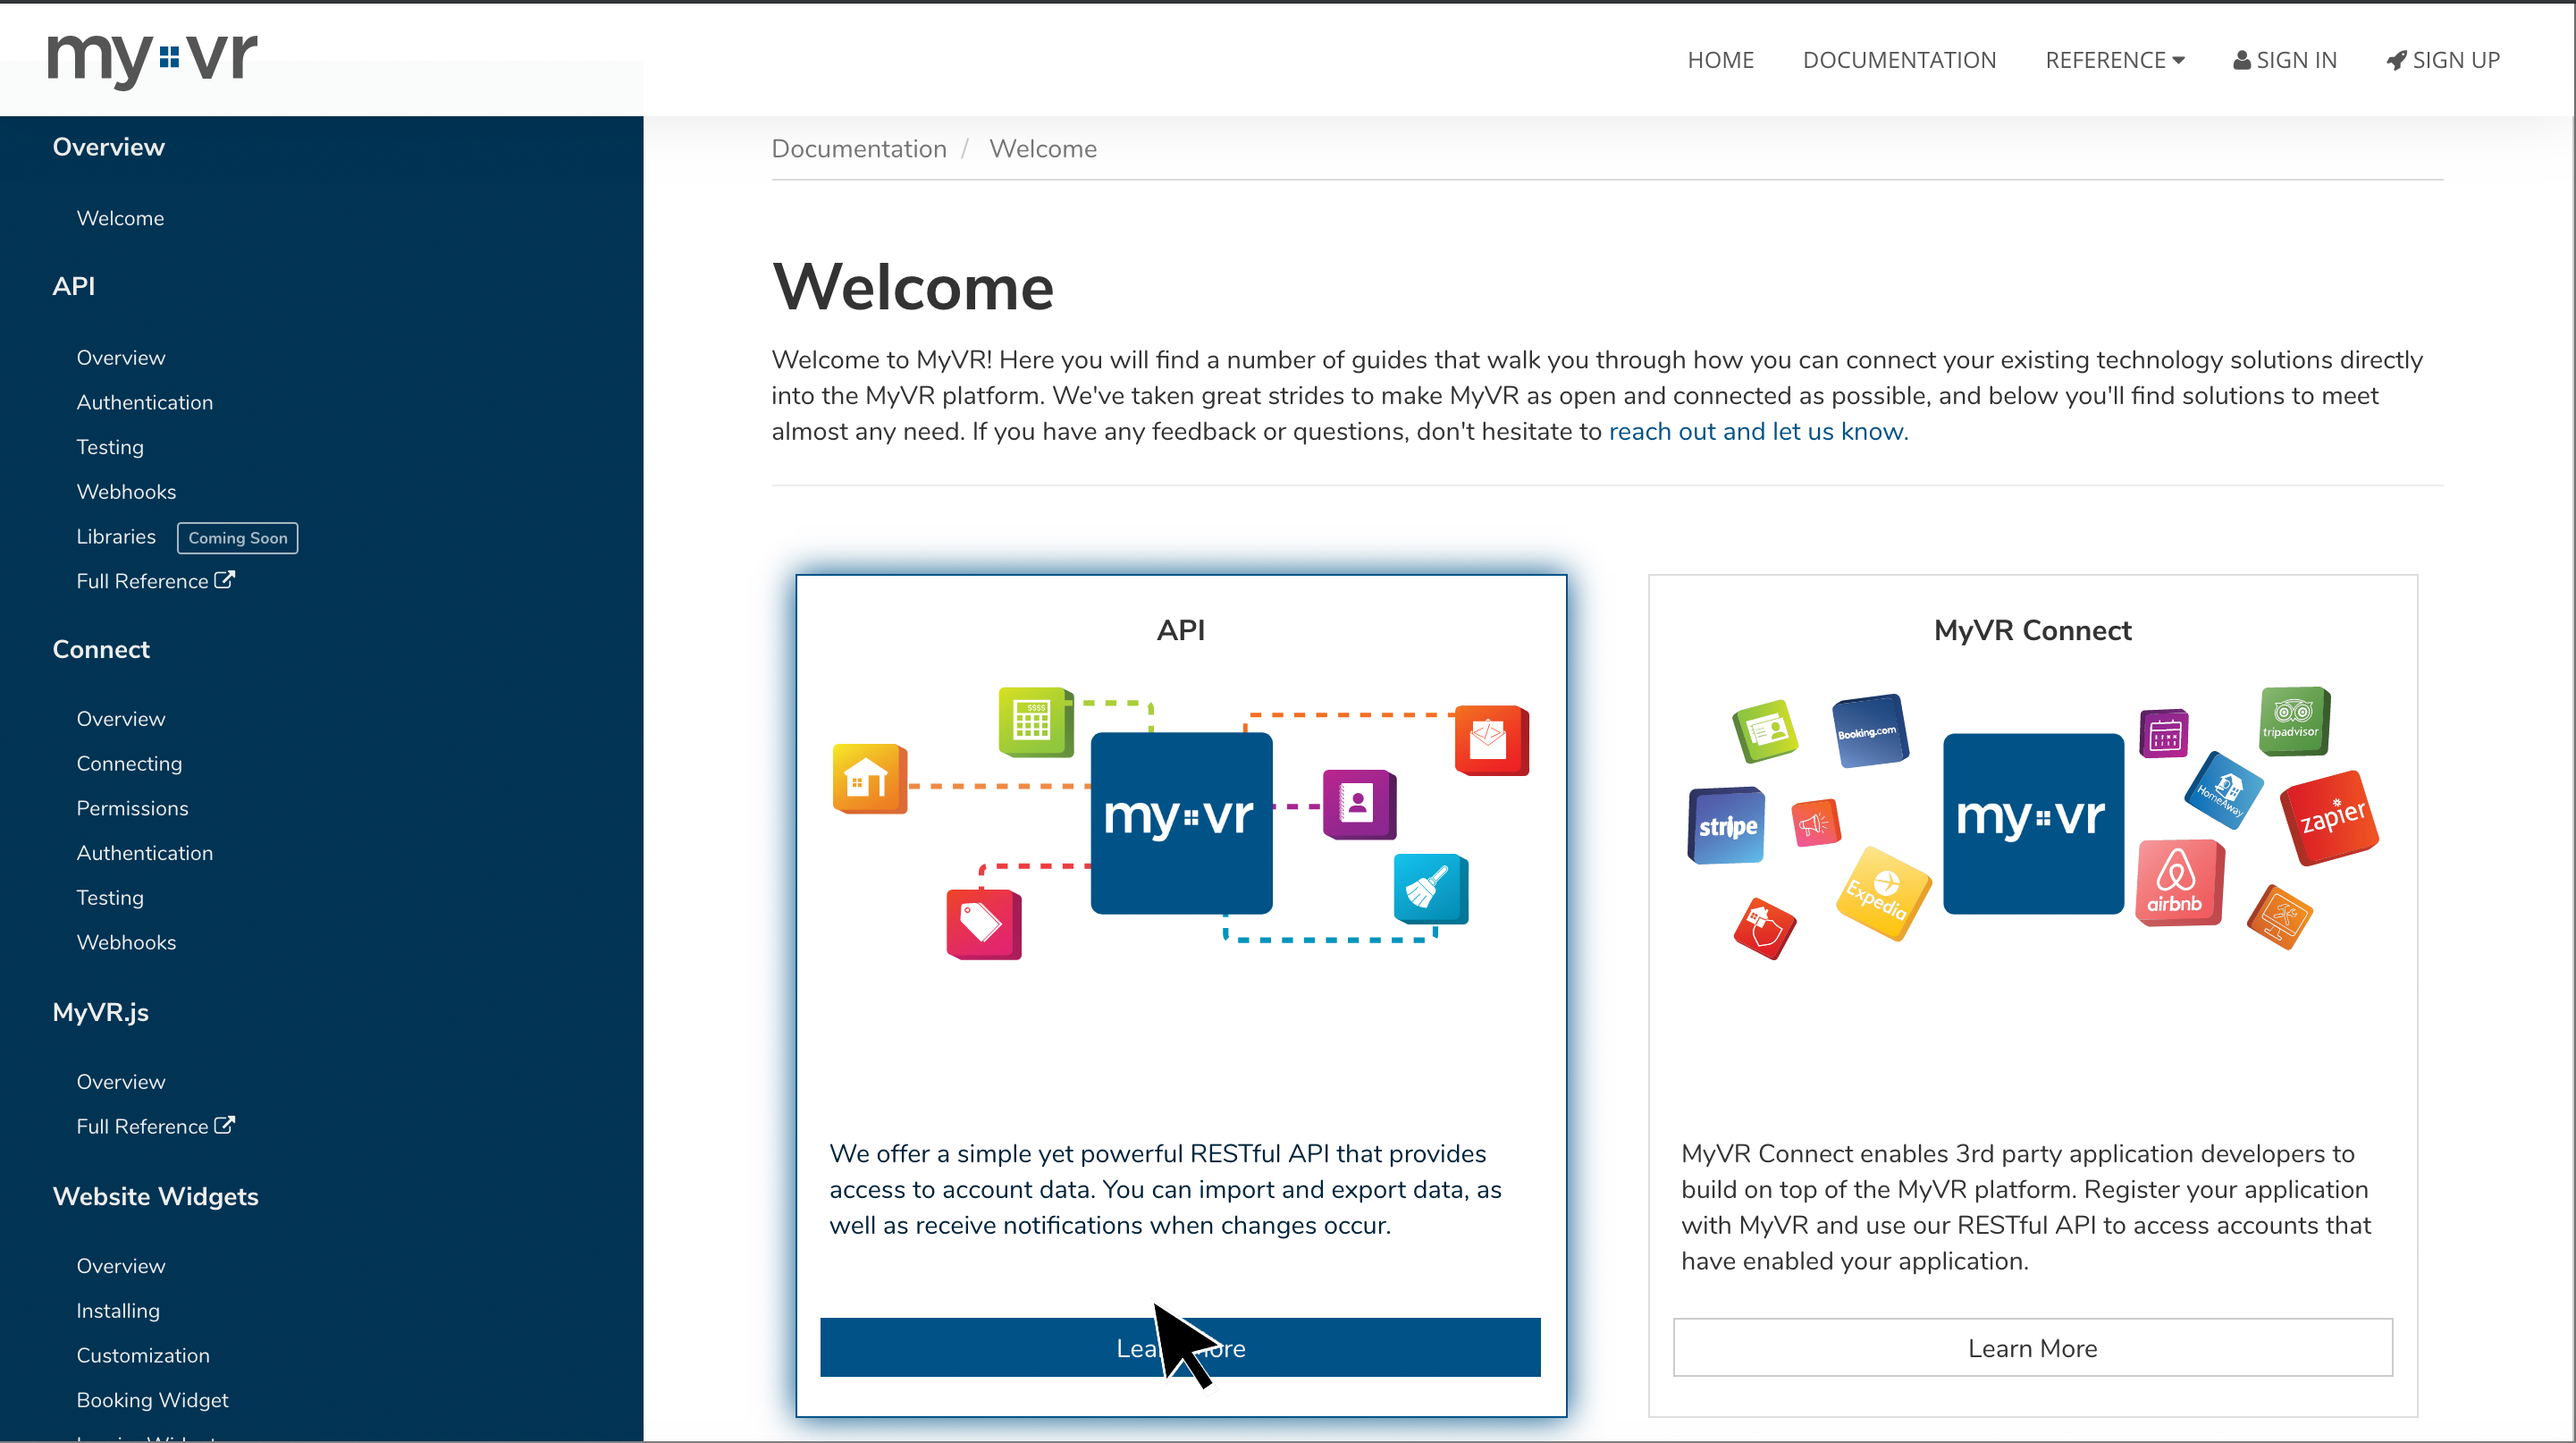 my vr
HOME
DOCUMENTATION
REFERENCE
SIGN IN
SIGN UP
Overview
Welcome
API
Overview
Authentication
Testing
Webhooks
Libraries Coming Soon
Full Reference
Connect
Overview
Connecting
Permissions
Authentication
Testing
Webhooks
MyVR.js
Overview
Full Reference
Website Widgets
Overview
Installing
Customization
Booking Widget
Documentation / Welcome
Welcome
Welcome to MyVR! Here you will find a number of guides that walk you through how you can connect your existing technology solutions directly
into the MyVR platform. We've taken great strides to make MyVR as open and connected as possible, and below you'll find solutions to meet
almost any need. If you have any feedback or questions, don't hesitate to reach out and let us know.
API
$$$$
my vr
We offer a simple yet powerful RESTful API that provides
access to account data. You can import and export data, as
well as receive notifications when changes occur.
MyVR Connect
Booking.com
tripadvisor
HomeAway
stripe
zapier
my vr
Expedia
airbnb
MyVR Connect enables 3rd party application developers to
build on top of the MyVR platform. Register your application
with MyVR and use our RESTful API to access accounts that
have enabled your application.
Learn More